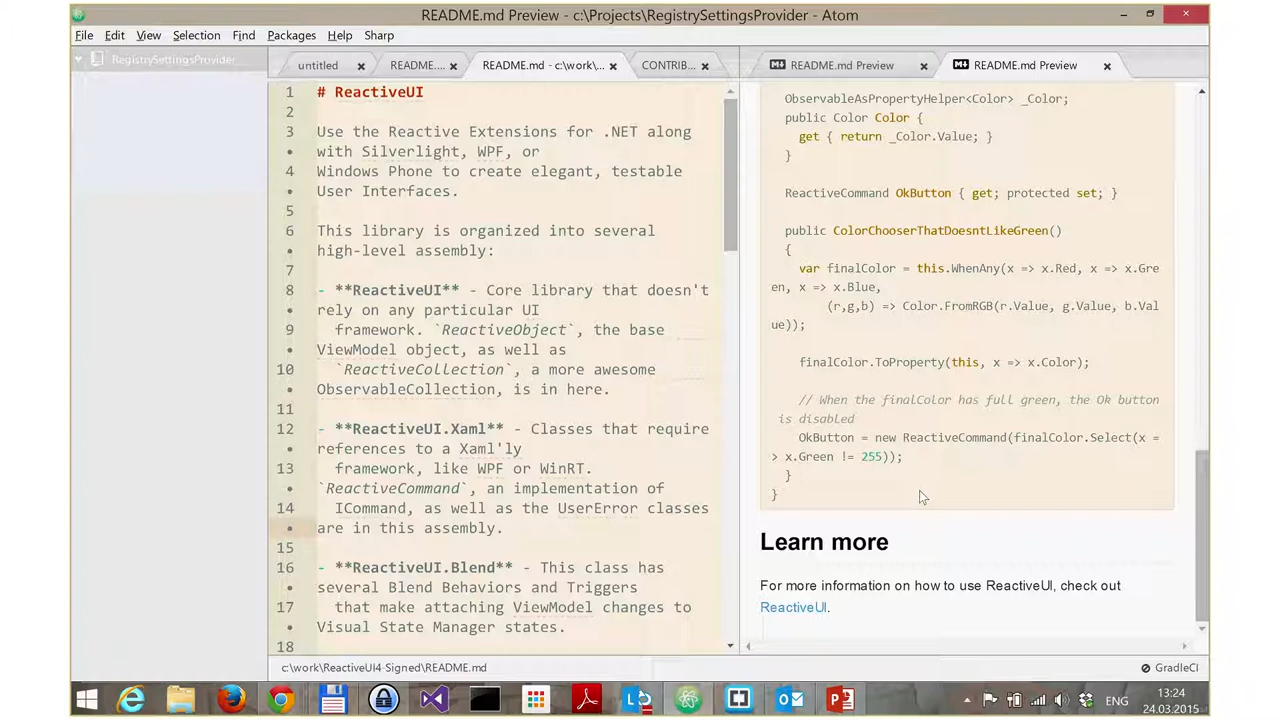 README.md Preview - c:\Projects\RegistrySettingsProvider - Atom
File Edit View Selection Find Packages Help Sharp
RegistrySettingsProvider
untitled README.... README.md - c:\work\... CONTRIB...
README.md Preview README.md Preview
1 # ReactiveUI
2
3 Use the Reactive Extensions for .NET along
• with Silverlight, WPF, or
4 Windows Phone to create elegant, testable
• User Interfaces.
5
6 This library is organized into several
• high-level assembly:
7
8 - **ReactiveUI** - Core library that doesn't
• rely on any particular UI
9 framework. `ReactiveObject`, the base
• ViewModel object, as well as
10 `ReactiveCollection`, a more awesome
• ObservableCollection, is in here.
11
12 - **ReactiveUI.Xaml** - Classes that require
• references to a Xaml'ly
13 framework, like WPF or WinRT.
• `ReactiveCommand`, an implementation of
14 ICommand, as well as the UserError classes
• are in this assembly.
15
16 - **ReactiveUI.Blend** - This class has
• several Blend Behaviors and Triggers
17 that make attaching ViewModel changes to
• Visual State Manager states.
18
ObservableAsPropertyHelper<Color> _Color;
public Color Color {
get { return _Color.Value; }
}
ReactiveCommand OkButton { get; protected set; }
public ColorChooserThatDoesntLikeGreen()
{
var finalColor = this.WhenAny(x => x.Red, x => x.Gre
en, x => x.Blue,
(r,g,b) => Color.FromRGB(r.Value, g.Value, b.Val
ue));
finalColor.ToProperty(this, x => x.Color);
// When the finalColor has full green, the Ok button
is disabled
OkButton = new ReactiveCommand(finalColor.Select(x =
> x.Green != 255));
}
}
Learn more
For more information on how to use ReactiveUI, check out
ReactiveUI.
c:\work\ReactiveUI4 Signed\README.md
GradleCI
ENG
13:24
24.03.2015